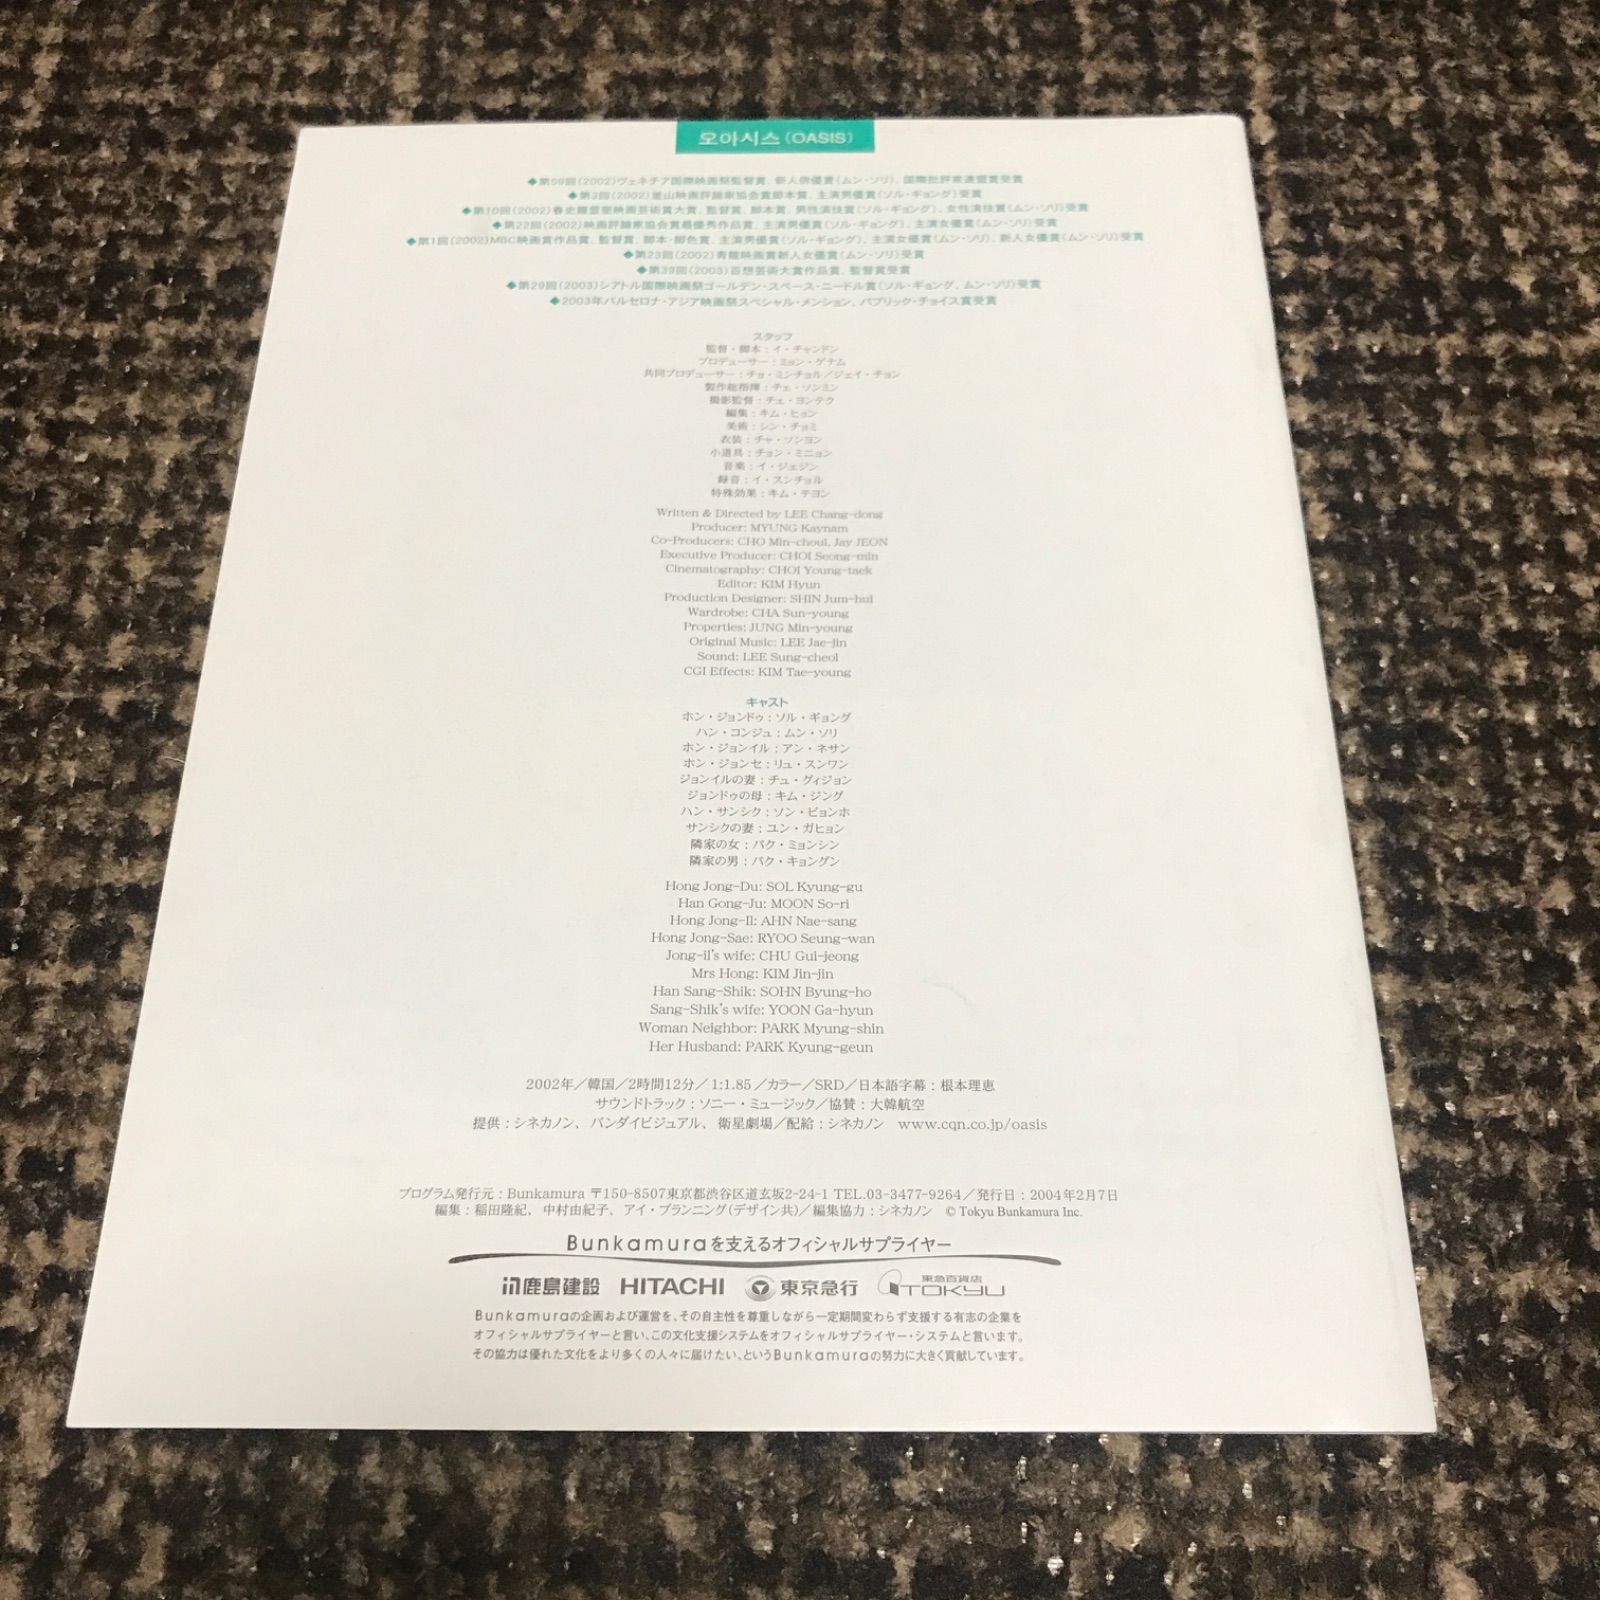 오아시스(OASIS)
◆第59回(2002)ヴェネチア国際映画祭監督賞、新人俳優賞(ムン・ソリ)、国際批評家連盟賞受賞
◆第3回(2002)釜山映画評論家協会賞脚本賞、主演男優賞(ソル・ギョング)受賞
◆第10回(2002)春史羅雲奎映画芸術賞大賞、監督賞、脚本賞、男性演技賞(ソル・ギョング)、女性演技賞(ムン・ソリ)受賞
◆第22回(2002)映画評論家協会賞最優秀作品賞、主演男優賞(ソル・ギョング)、主演女優賞(ムン・ソリ)受賞
◆第1回(2002)MBC映画賞作品賞、監督賞、脚本・脚色賞、主演男優賞(ソル・ギョング)、主演女優賞(ムン・ソリ)、新人女優賞(ムン・ソリ)受賞
◆第23回(2002)青龍映画賞新人女優賞(ムン・ソリ)受賞
◆第39回(2003)百想芸術大賞作品賞、監督賞受賞
◆第29回(2003)シアトル国際映画祭ゴールデン・スペース・ニードル賞(ソル・ギョング、ムン・ソリ)受賞
◆2003年バルセロナ・アジア映画祭スペシャル・メンション、パブリック・チョイス賞受賞
スタッフ
監督・脚本：イ・チャンドン
プロデューサー：ミョン・ゲナム
共同プロデューサー：チョ・ミンチョル／ジェイ・チョン
製作総指揮：チェ・ソンミン
撮影監督：チェ・ヨンテク
編集：キム・ヒョン
美術：シン・チョミ
衣装：チャ・ソンヨン
小道具：チョン・ミニョン
音楽：イ・ジェジン
録音：イ・スンチョル
特殊効果：キム・テヨン
Written & Directed by LEE Chang-dong
Producer: MYUNG Kaynam
Co-Producers: CHO Min-choul, Jay JEON
Executive Producer: CHOI Seong-min
Cinematography: CHOI Young-taek
Editor: KIM Hyun
Production Designer: SHIN Jum-hui
Wardrobe: CHA Sun-young
Properties: JUNG Min-young
Original Music: LEE Jae-jin
Sound: LEE Sung-cheol
CGI Effects: KIM Tae-young
キャスト
ホン・ジョンドゥ：ソル・ギョング
ハン・コンジュ：ムン・ソリ
ホン・ジョンイル：アン・ネサン
ホン・ジョンセ：リュ・スンワン
ジョンイルの妻：チュ・グィジョン
ジョンドゥの母：キム・ジング
ハン・サンシク：ソン・ビョンホ
サンシクの妻：ユン・ガヒョン
隣家の女：パク・ミョンシン
隣家の男：パク・キョングン
Hong Jong-Du: SOL Kyung-gu
Han Gong-Ju: MOON So-ri
Hong Jong-Il: AHN Nae-sang
Hong Jong-Sae: RYOO Seung-wan
Jong-il's wife: CHU Gui-jeong
Mrs Hong: KIM Jin-jin
Han Sang-Shik: SOHN Byung-ho
Sang-Shik's wife: YOON Ga-hyun
Woman Neighbor: PARK Myung-shin
Her Husband: PARK Kyung-geun
2002年／韓国／2時間12分／1:1.85／カラー／SRD／日本語字幕：根本理恵
サウンドトラック：ソニー・ミュージック／協賛：大韓航空
提供：シネカノン、バンダイビジュアル、衛星劇場／配給：シネカノン　www.cqn.co.jp/oasis
プログラム発行元：Bunkamura 〒150-8507東京都渋谷区道玄坂2-24-1 TEL.03-3477-9264／発行日：2004年2月7日
編集：稲田隆紀、中村由紀子、アイ・プランニング(デザイン共)／編集協力：シネカノン　© Tokyu Bunkamura Inc.
Bunkamuraを支えるオフィシャルサプライヤー
鹿島建設 HITACHI 東京急行 東急百貨店 TOKYU
Bunkamuraの企画および運営を、その自主性を尊重しながら一定期間変わらず支援する有志の企業を
オフィシャルサプライヤーと言い、この文化支援システムをオフィシャルサプライヤー・システムと言います。
その協力は優れた文化をより多くの人々に届けたい、というBunkamuraの努力に大きく貢献しています。